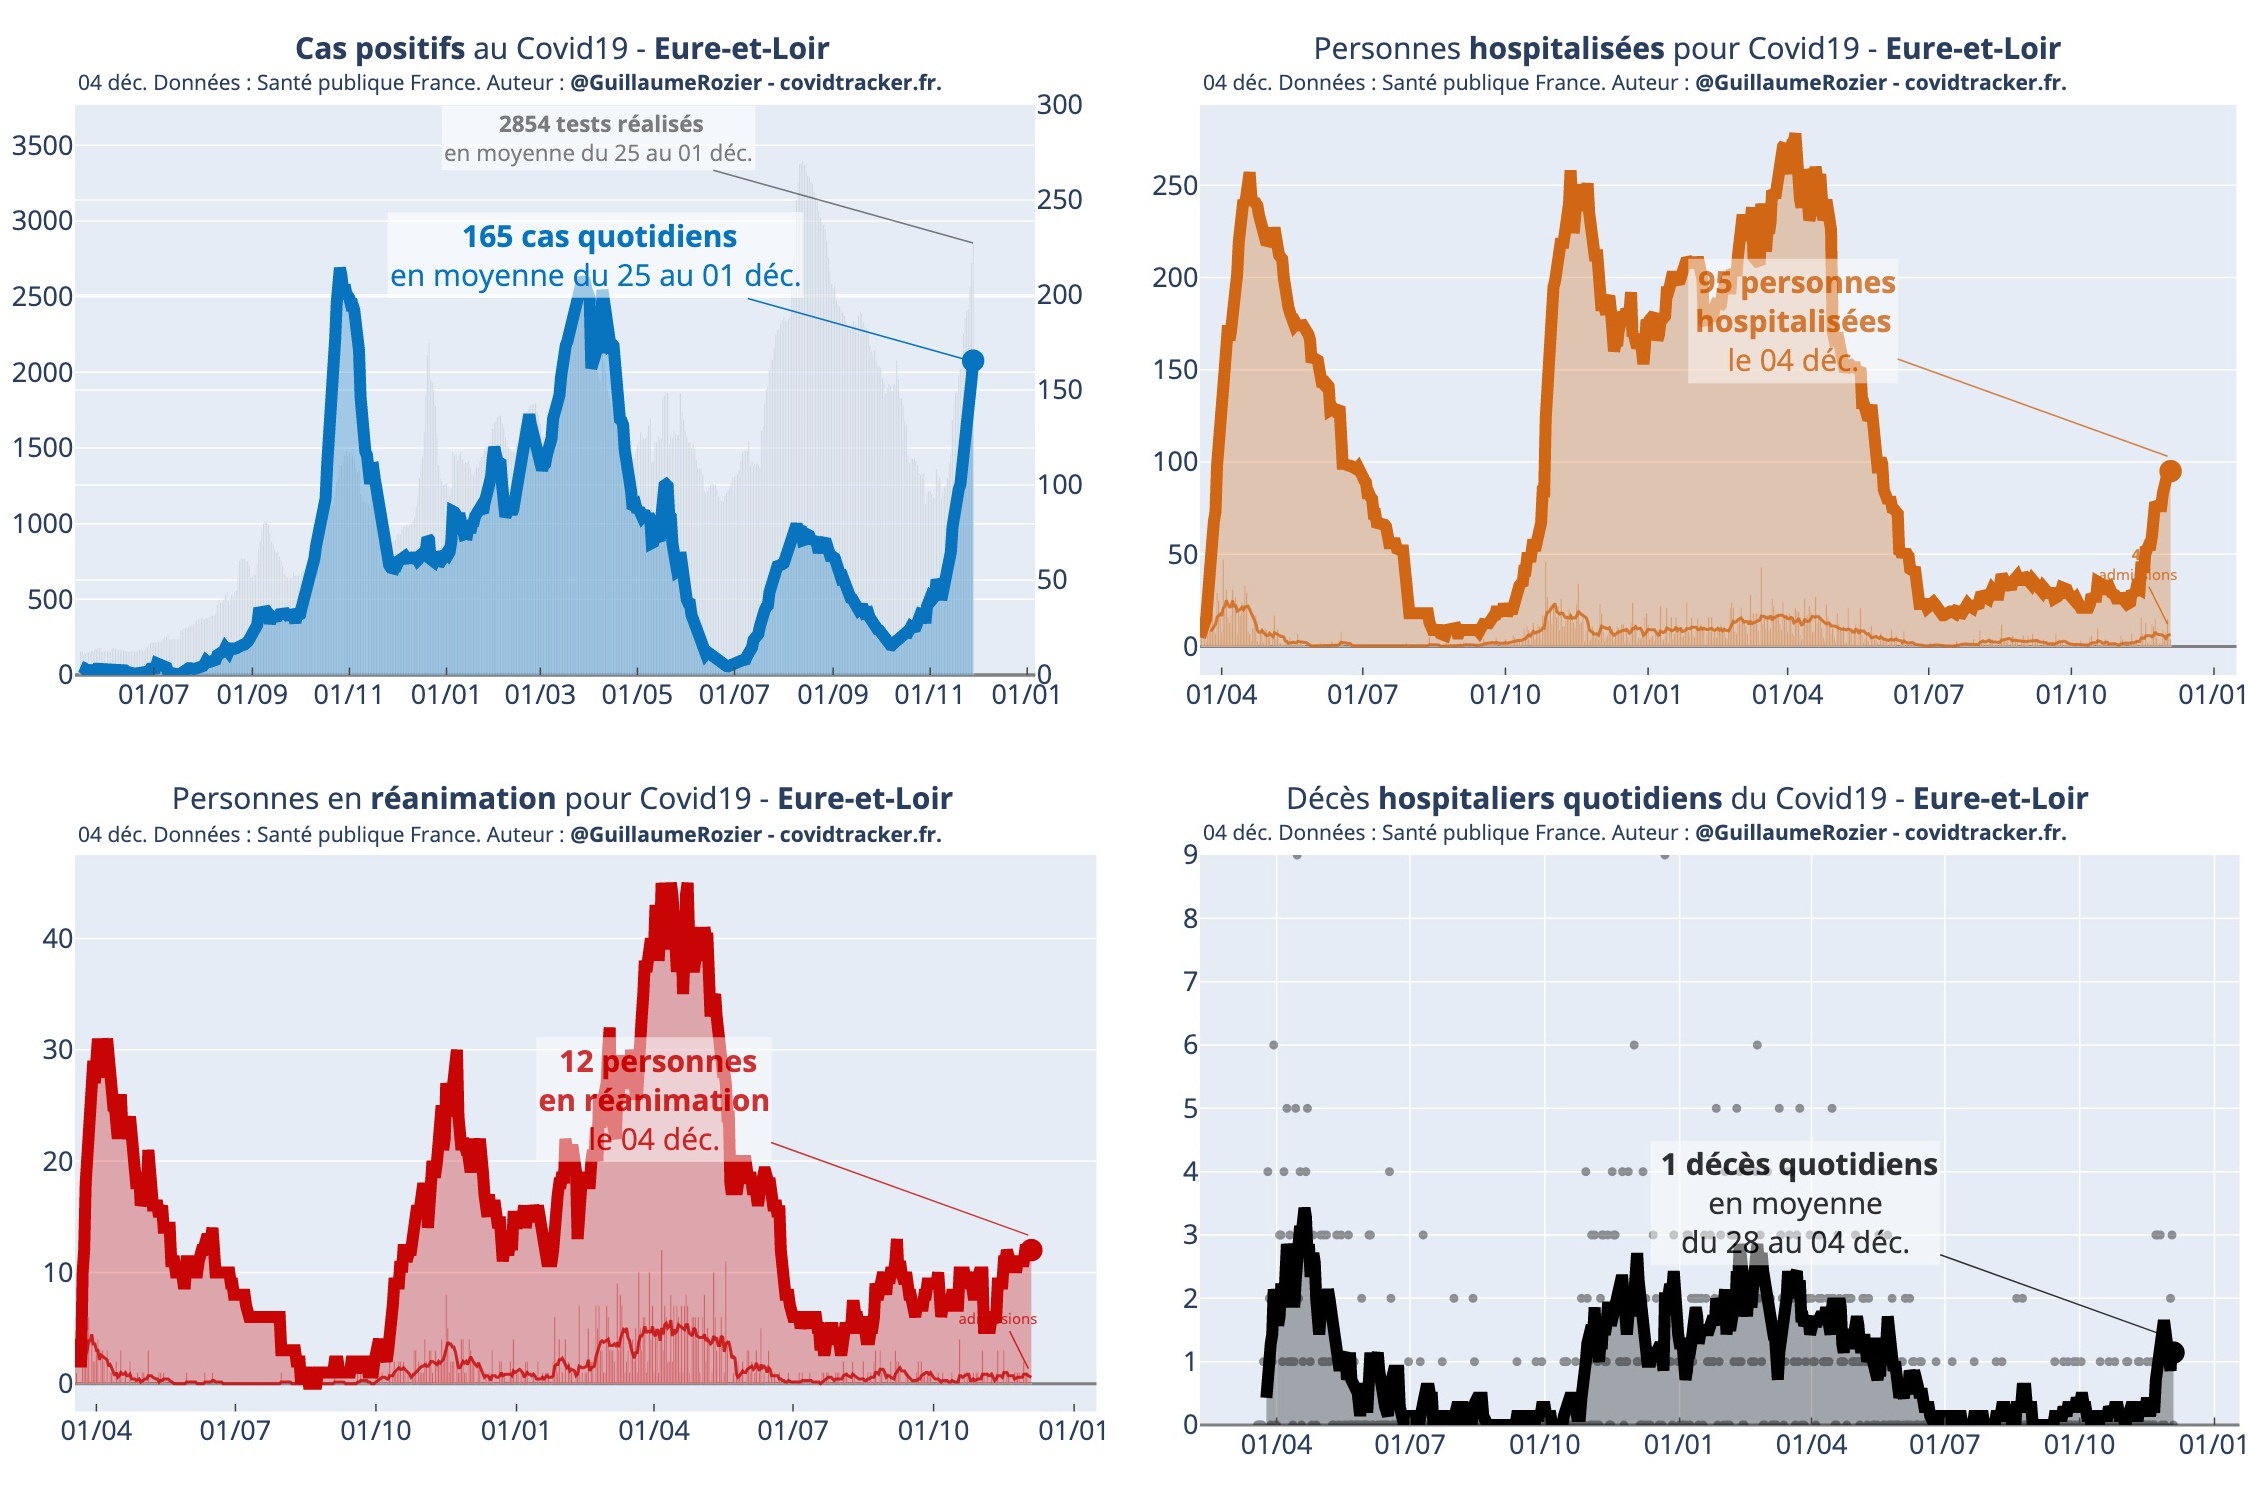 Cas positifs au Covid19 - Eure-et-Loir
04 déc. Données : Santé publique France. Auteur : @GuillaumeRozier - covidtracker.fr.
2854 tests réalisés
en moyenne du 25 au 01 déc.
165 cas quotidiens
en moyenne du 25 au 01 déc.
3500
3000
2500
2000
1500
1000
500
0
300
250
200
150
100
50
0
01/07 01/09 01/11 01/01 01/03 01/05 01/07 01/09 01/11 01/01
Personnes hospitalisées pour Covid19 - Eure-et-Loir
04 déc. Données : Santé publique France. Auteur : @GuillaumeRozier - covidtracker.fr.
95 personnes
hospitalisées
le 04 déc.
admissions
250
200
150
100
50
0
01/04 01/07 01/10 01/01 01/04 01/07 01/10 01/01
Personnes en réanimation pour Covid19 - Eure-et-Loir
04 déc. Données : Santé publique France. Auteur : @GuillaumeRozier - covidtracker.fr.
12 personnes
en réanimation
le 04 déc.
admissions
40
30
20
10
0
01/04 01/07 01/10 01/01 01/04 01/07 01/10 01/01
Décès hospitaliers quotidiens du Covid19 - Eure-et-Loir
04 déc. Données : Santé publique France. Auteur : @GuillaumeRozier - covidtracker.fr.
1 décès quotidiens
en moyenne
du 28 au 04 déc.
9
8
7
6
5
4
3
2
1
0
01/04 01/07 01/10 01/01 01/04 01/07 01/10 01/01